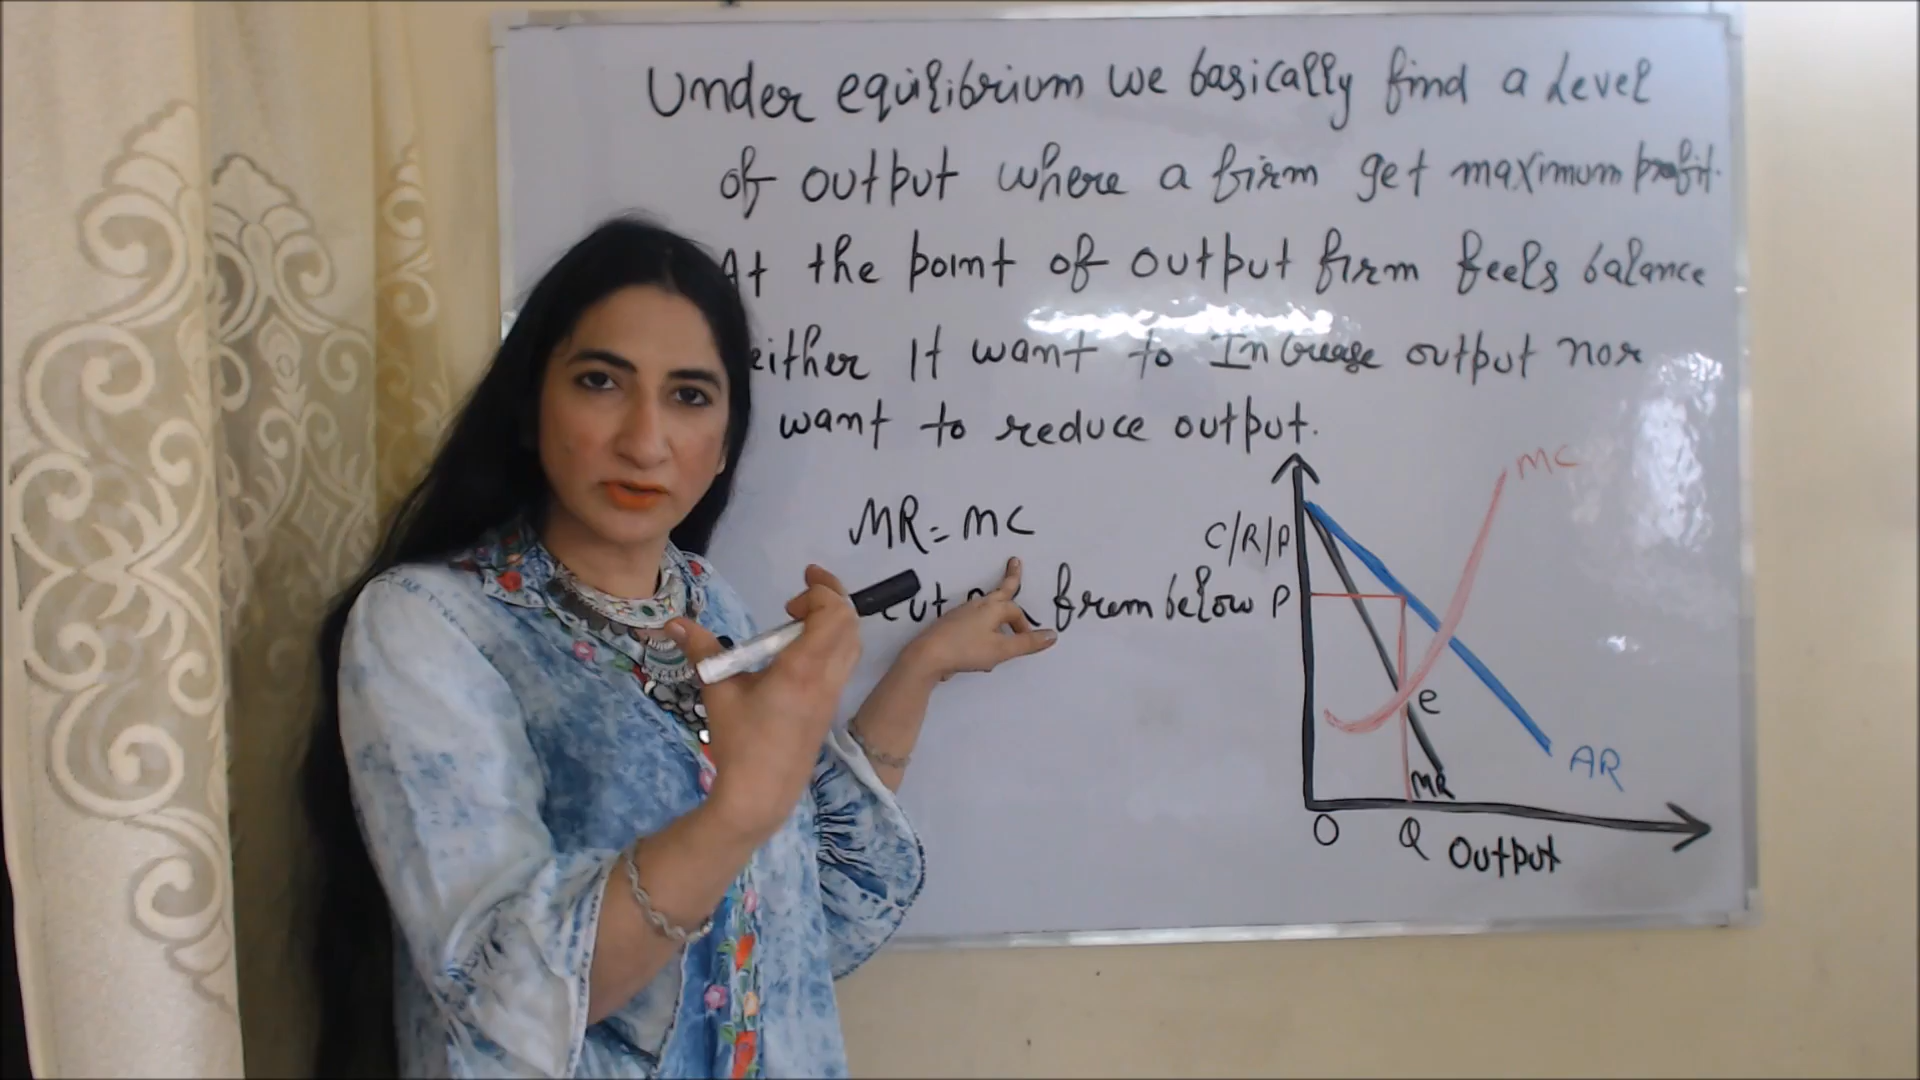 Under equilibrium we basically find a Level
of output where a firm get maximum profit.
At the point of output firm feels balance
either It want to Increase output nor
want to reduce output.
MR = MC
cut from below
MC
C/R/P
P
e
AR
MR
O Q Output